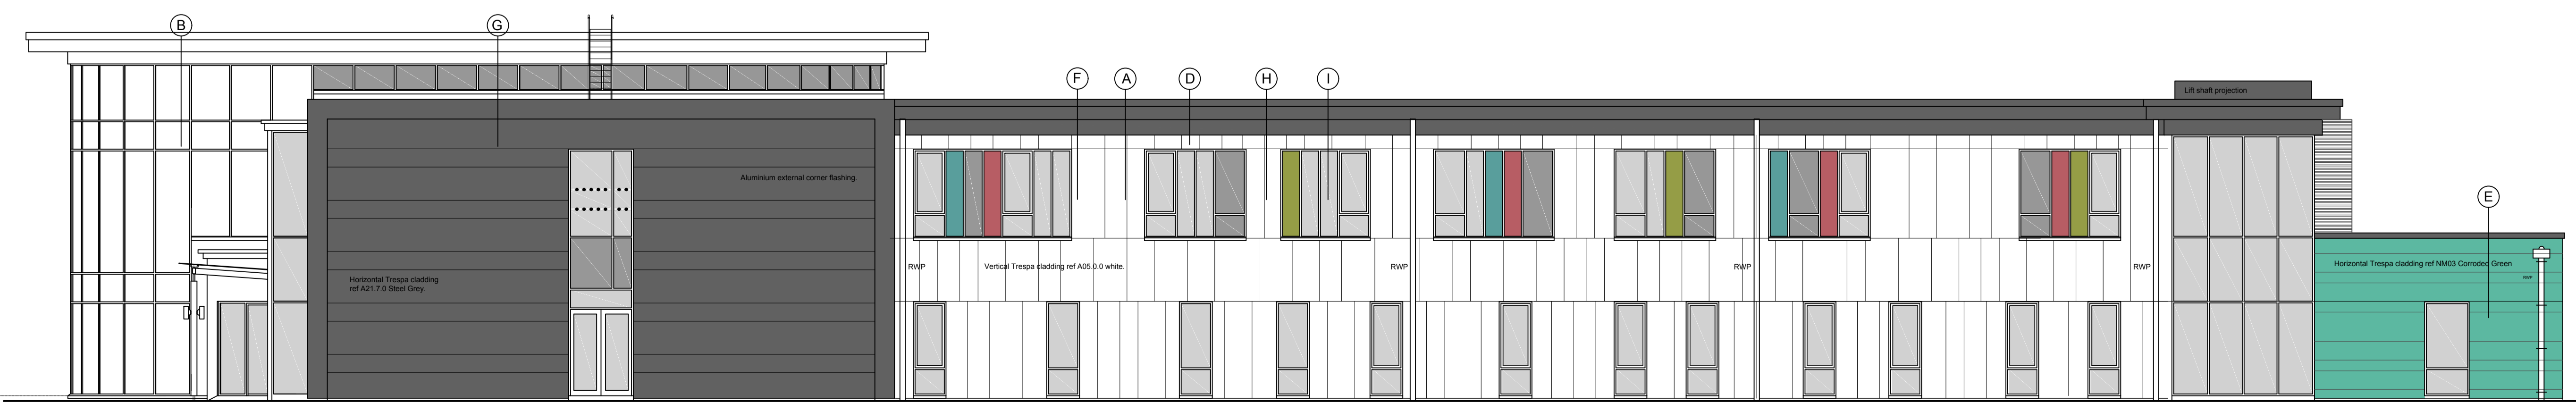 B
G
F
A
D
H
I
Lift shaft projection
Aluminium external corner flashing.
E
Horizontal Trespa cladding
ref A21.7.0 Steel Grey.
RWP
Vertical Trespa cladding ref A05.0.0 white.
RWP
RWP
RWP
Horizontal Trespa cladding ref NM03 Corroded Green
RWP